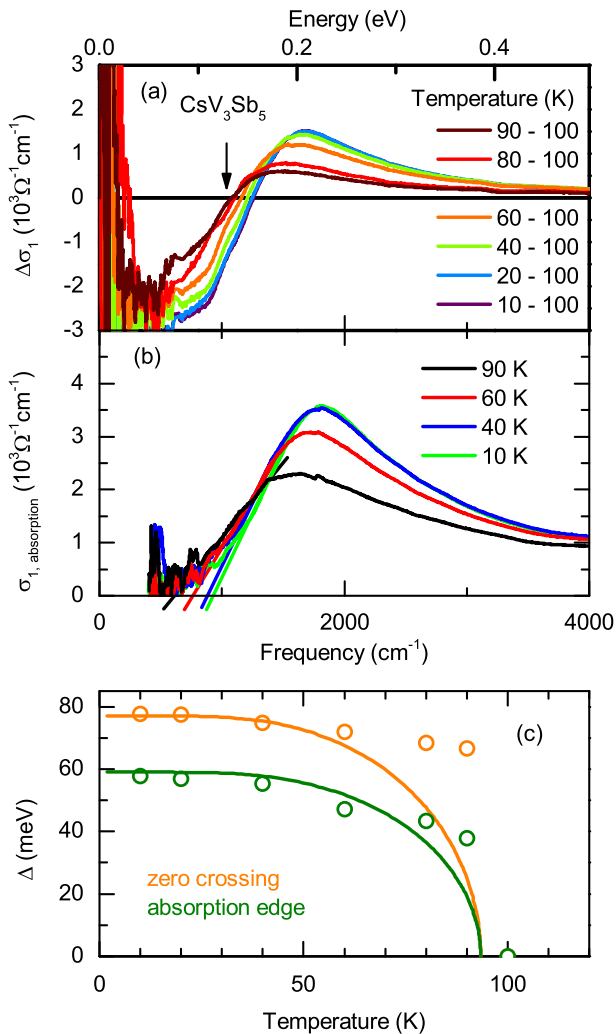 Energy (eV)
0.0 0.2 0.4
(a)
CsV₃Sb₅
Temperature (K)
90 - 100
80 - 100
60 - 100
40 - 100
20 - 100
10 - 100
3
2
1
0
-1
-2
-3
Δσ₁ (10³Ω⁻¹cm⁻¹)
(b)
90 K
60 K
40 K
10 K
4
3
2
1
0
σ₁, absorption (10³Ω⁻¹cm⁻¹)
0 2000 4000
Frequency (cm⁻¹)
(c)
80
60
40
20
0
Δ (meV)
zero crossing
absorption edge
0 50 100
Temperature (K)